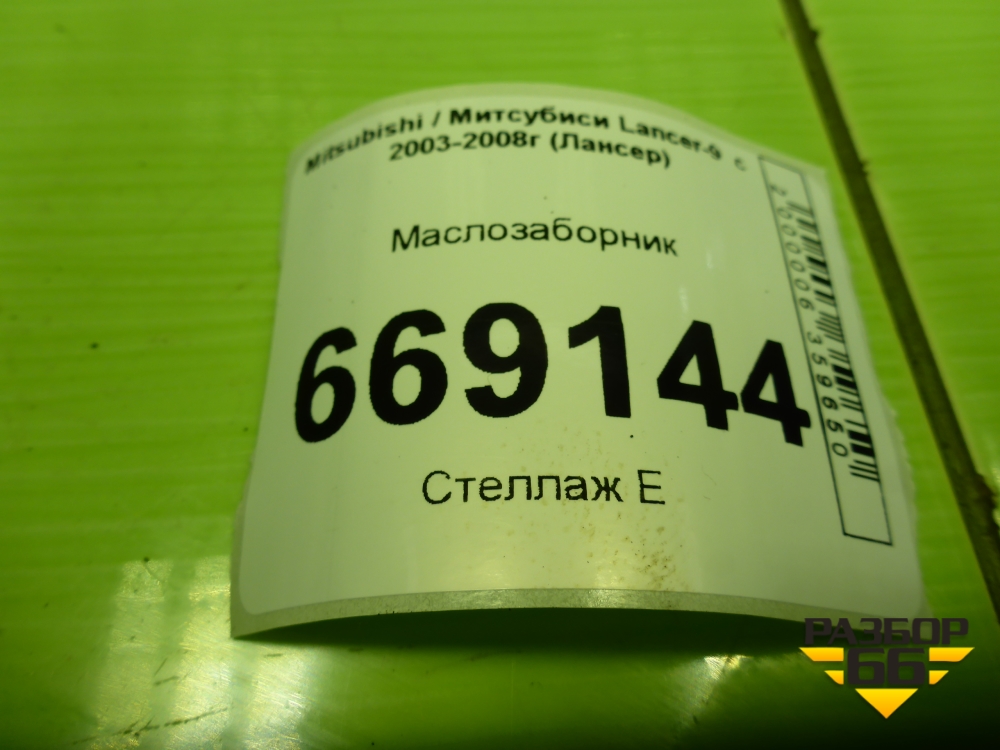 Mitsubishi / Митсубиси Lancer-9 с
2003-2008г (Лансер)
Маслозаборник
669144
Стеллаж Е
2000006359650
РАЗБОР
66